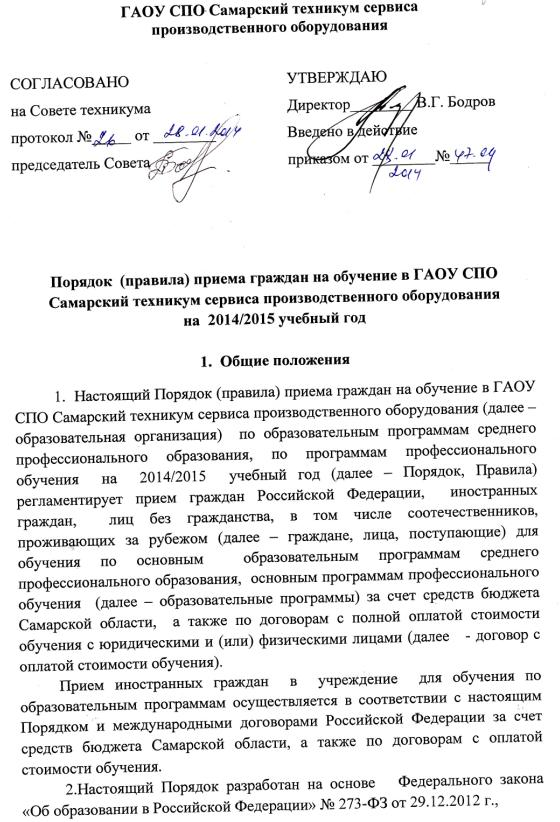 ГАОУ СПО Самарский техникум сервиса
производственного оборудования
СОГЛАСОВАНО
на Совете техникума
протокол № 26 от 28.01.2014
председатель Совета
УТВЕРЖДАЮ
Директор В.Г. Бодров
Введено в действие
приказом от 28.01 № 47.04
2014
Порядок (правила) приема граждан на обучение в ГАОУ СПО
Самарский техникум сервиса производственного оборудования
на 2014/2015 учебный год
1. Общие положения
1. Настоящий Порядок (правила) приема граждан на обучение в ГАОУ
СПО Самарский техникум сервиса производственного оборудования (далее –
образовательная организация) по образовательным программам среднего
профессионального образования, по программам профессионального
обучения на 2014/2015 учебный год (далее – Порядок, Правила)
регламентирует прием граждан Российской Федерации, иностранных
граждан, лиц без гражданства, в том числе соотечественников,
проживающих за рубежом (далее – граждане, лица, поступающие) для
обучения по основным образовательным программам среднего
профессионального образования, основным программам профессионального
обучения (далее – образовательные программы) за счет средств бюджета
Самарской области, а также по договорам с полной оплатой стоимости
обучения с юридическими и (или) физическими лицами (далее - договор с
оплатой стоимости обучения).
Прием иностранных граждан в учреждение для обучения по
образовательным программам осуществляется в соответствии с настоящим
Порядком и международными договорами Российской Федерации за счет
средств бюджета Самарской области, а также по договорам с оплатой
стоимости обучения.
2.Настоящий Порядок разработан на основе Федерального закона
«Об образовании в Российской Федерации» № 273-ФЗ от 29.12.2012 г.,